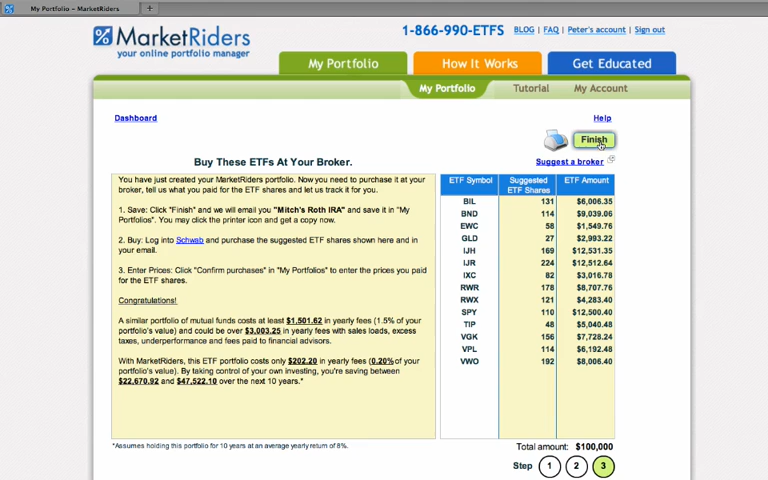 My Portfolio – MarketRiders
MarketRiders
your online portfolio manager
1-866-990-ETFS
BLOG | FAQ | Peter's account | Sign out
My Portfolio
How It Works
Get Educated
My Portfolio
Tutorial
My Account
Dashboard
Help
Finish
Suggest a broker
Buy These ETFs At Your Broker.
You have just created your MarketRiders portfolio. Now you need to purchase it at your
broker, tell us what you paid for the ETF shares and let us track it for you.
1. Save: Click "Finish" and we will email you "Mitch's Roth IRA" and save it in "My
Portfolios". You may click the printer icon and get a copy now.
2. Buy: Log into Schwab and purchase the suggested ETF shares shown here and in
your email.
3. Enter Prices: Click "Confirm purchases" in "My Portfolios" to enter the prices you paid
for the ETF shares.
Congratulations!
A similar portfolio of mutual funds costs at least $1,501.62 in yearly fees (1.5% of your
portfolio's value) and could be over $3,003.25 in yearly fees with sales loads, excess
taxes, underperformance and fees paid to financial advisors.
With MarketRiders, this ETF portfolio costs only $202.20 in yearly fees (0.20% of your
portfolio's value). By taking control of your own investing, you're saving between
$22,670.92 and $47,522.10 over the next 10 years.*
ETF Symbol Suggested ETF Shares ETF Amount
BIL 131 $6,006.35
BND 114 $9,039.06
EWC 58 $1,549.76
GLD 27 $2,993.22
IJH 169 $12,531.35
IJR 224 $12,512.64
IXC 82 $3,016.78
RWR 178 $8,707.76
RWX 121 $4,283.40
SPY 110 $12,500.40
TIP 48 $5,040.48
VGK 156 $7,728.24
VPL 114 $6,192.48
VWO 192 $8,006.40
*Assumes holding this portfolio for 10 years at an average yearly return of 8%.
Total amount: $100,000
Step 1 2 3